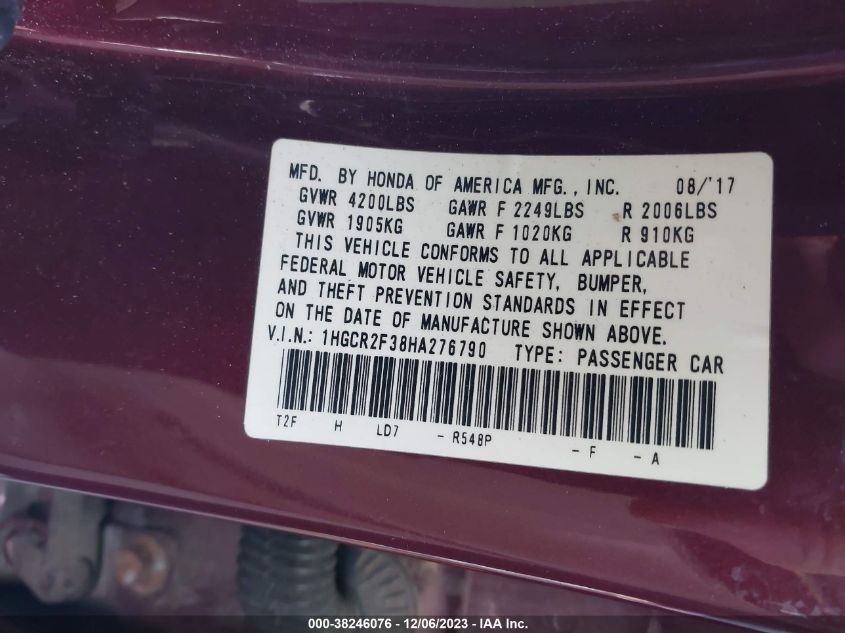 MFD. BY HONDA OF AMERICA MFG., INC. 08/'17
GVWR 4200LBS GAWR F 2249LBS R 2006LBS
GVWR 1905KG GAWR F 1020KG R 910KG
THIS VEHICLE CONFORMS TO ALL APPLICABLE
FEDERAL MOTOR VEHICLE SAFETY, BUMPER,
AND THEFT PREVENTION STANDARDS IN EFFECT
ON THE DATE OF MANUFACTURE SHOWN ABOVE.
V.I.N.: 1HGCR2F38HA276790 TYPE: PASSENGER CAR
T2F H LD7 - R548P - F - A
000-38246076 - 12/06/2023 - IAA Inc.